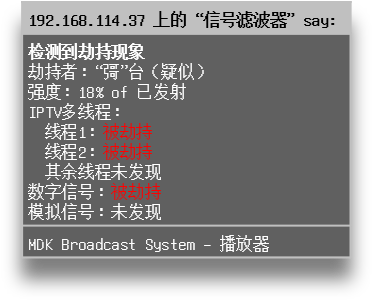 192.168.114.37 上的“信号滤波器”say:
检测到劫持现象
劫持者：“彁”台（疑似）
强度：18% of 已发射
IPTV多线程：
线程1：被劫持
线程2：被劫持
其余线程未发现
数字信号：被劫持
模拟信号：未发现
MDK Broadcast System - 播放器